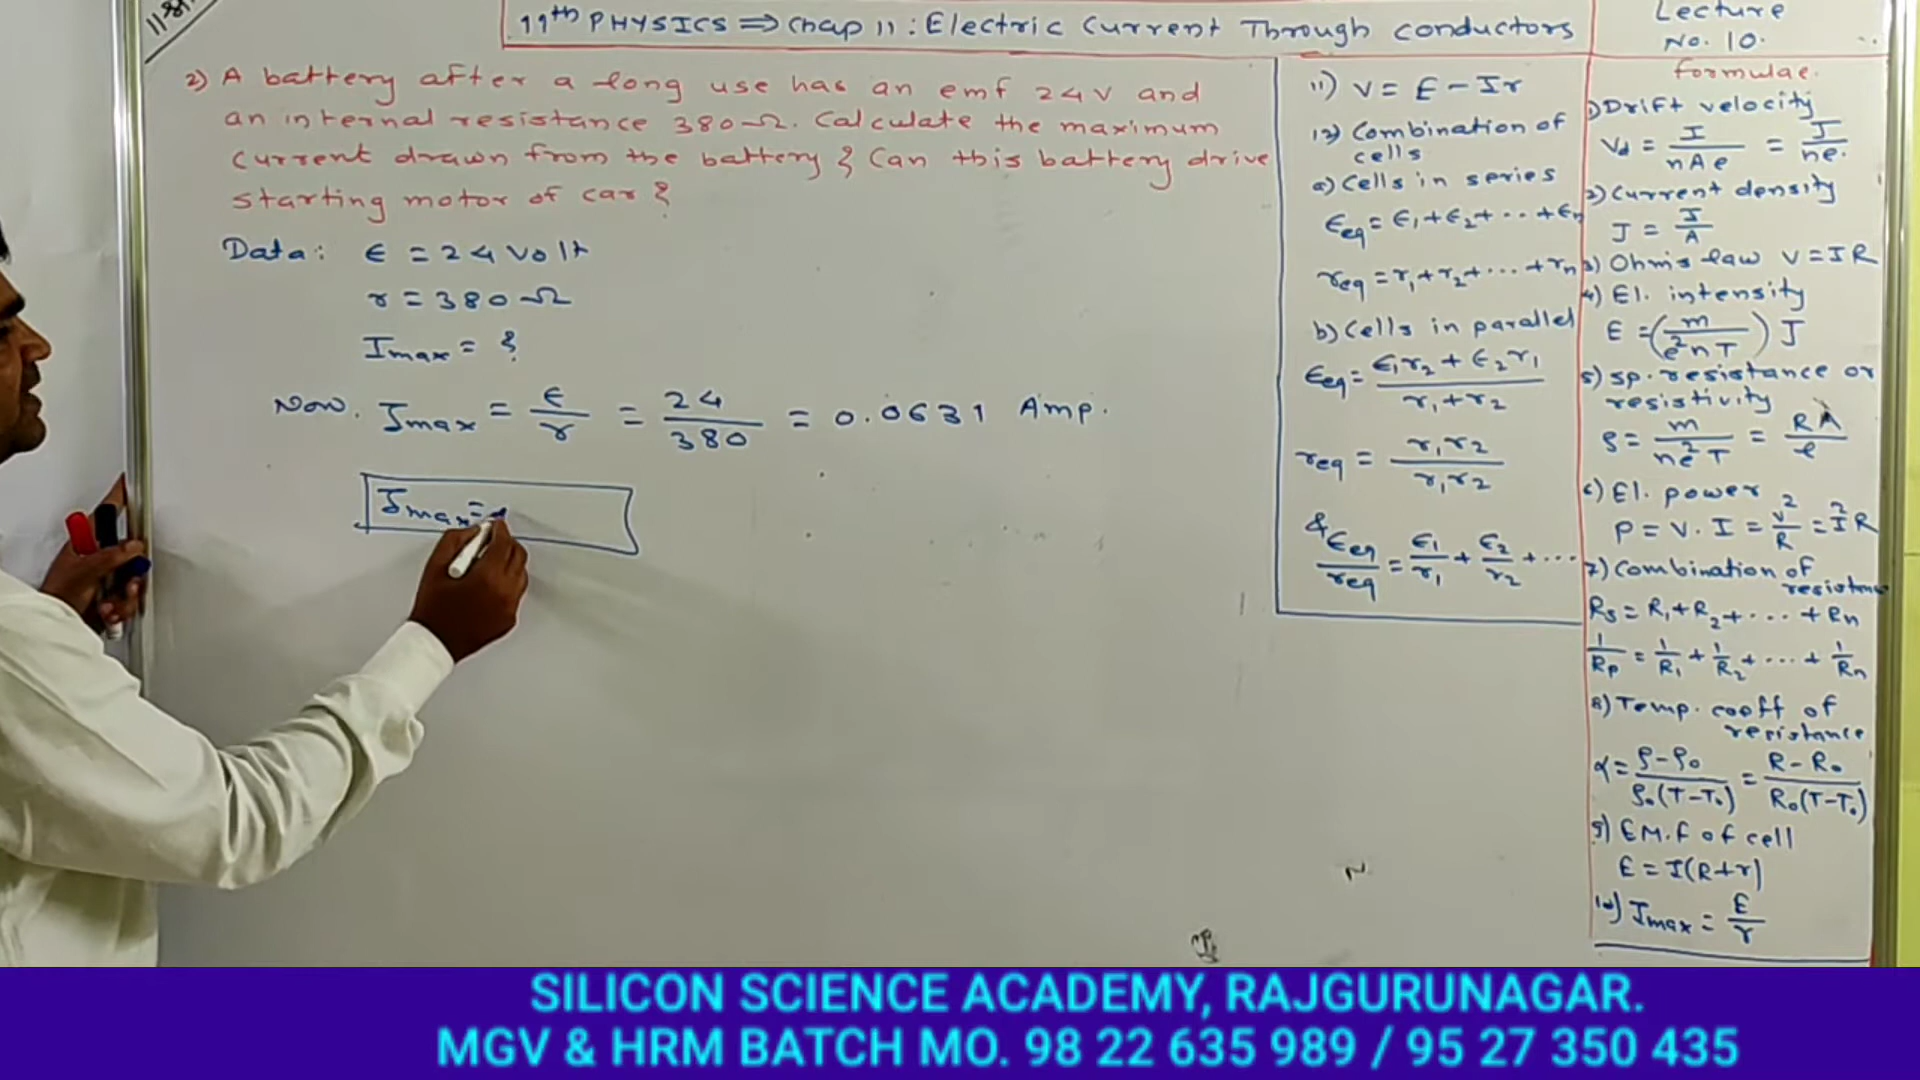 11th PHYSICS ⇒ Chap 11 : Electric Current Through Conductors
Lecture
No. 10.
2) A battery after a long use has an emf 24V and
an internal resistance 380 Ω. Calculate the maximum
current drawn from the battery ? Can this battery drive
starting motor of car ?
Data : ε = 24 Volt
r = 380 Ω
Imax = ?
Now. Imax = ε/r = 24/380 = 0.0631 Amp.
Imax =
11) V = E - Ir
12) Combination of
cells
a) Cells in series
εeq = ε₁ + ε₂ + ... + εn
req = r₁ + r₂ + ... + rn
b) Cells in parallel
εeq = (ε₁r₂ + ε₂r₁)/(r₁ + r₂)
req = r₁r₂/r₁r₂
& εeq/req = ε₁/r₁ + ε₂/r₂ + ...
formulae.
1) Drift velocity
Vd = I/nAe = J/ne.
2) Current density
J = I/A
3) Ohm's law V = IR
4) El. intensity
E = (m/e²nT) J
5) sp. resistance or
resistivity
ρ = m/ne²T = RA/l
6) El. power
P = V. I = V²/R = I²R
7) Combination of
Rs = R₁ + R₂ + ... + Rn
1/Rp = 1/R₁ + 1/R₂ + ... + 1/Rn
8) Temp. coeff of
resistance
α = (ρ-ρ₀)/ρ₀(T-T₀) = (R-R₀)/R₀(T-T₀)
9) E.M.f of cell
E = I(R+r)
10) Imax = E/r
N
SILICON SCIENCE ACADEMY, RAJGURUNAGAR.
MGV & HRM BATCH MO. 98 22 635 989 / 95 27 350 435